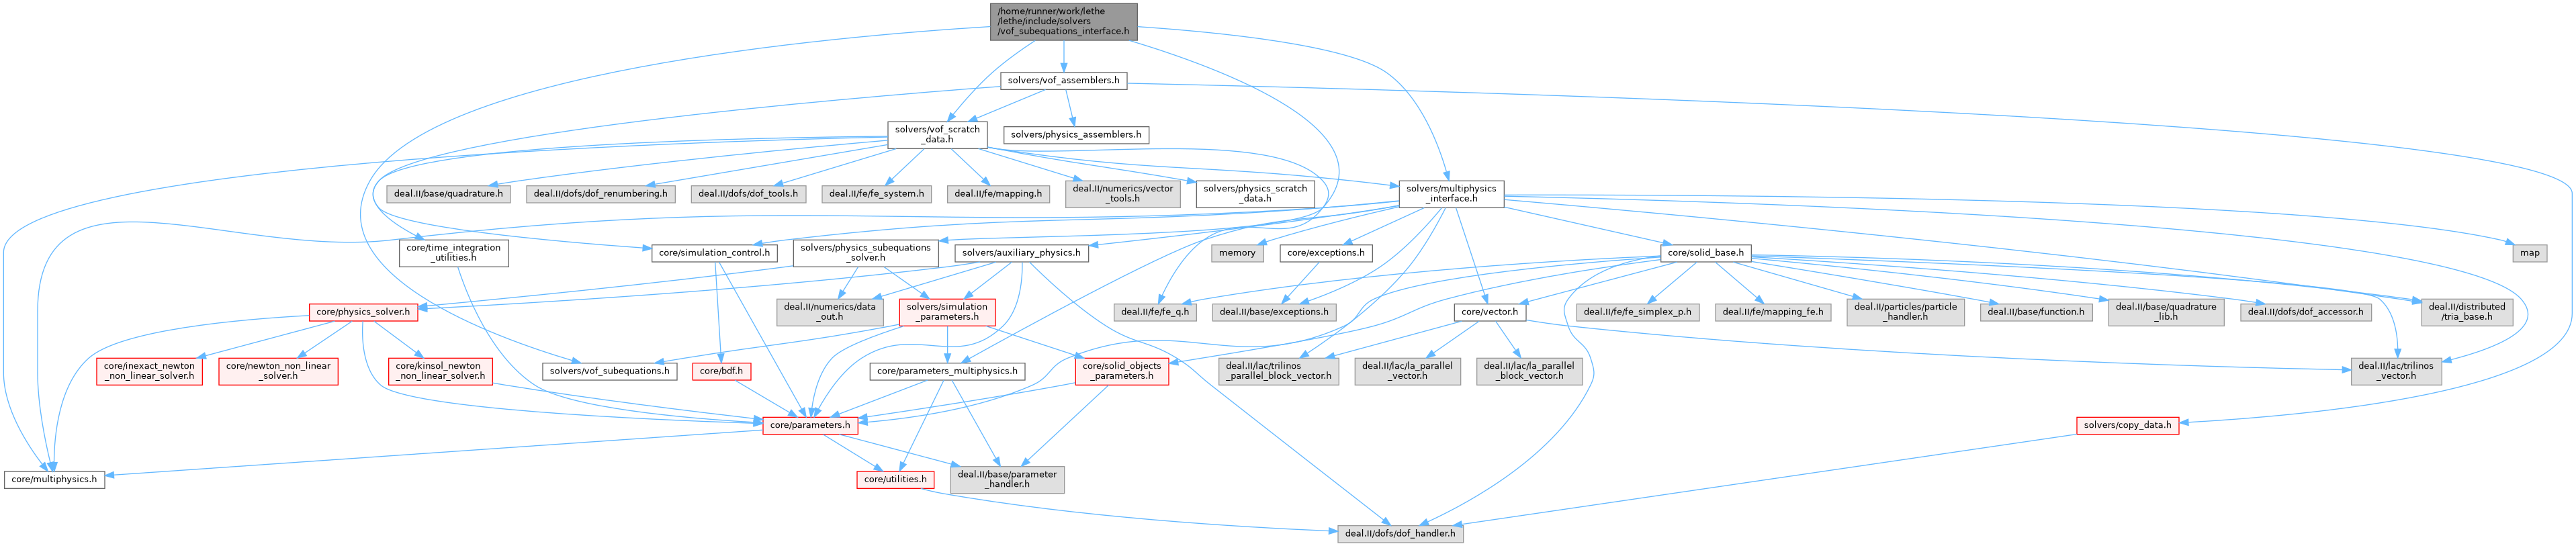 /home/runner/work/lethe
/lethe/include/solvers
/vof_subequations_interface.h
solvers/vof_assemblers.h
solvers/vof_scratch
_data.h
solvers/physics_assemblers.h
deal.II/base/quadrature.h
deal.II/dofs/dof_renumbering.h
deal.II/dofs/dof_tools.h
deal.II/fe/fe_system.h
deal.II/fe/mapping.h
deal.II/numerics/vector
_tools.h
solvers/physics_scratch
_data.h
solvers/multiphysics
_interface.h
core/time_integration
_utilities.h
core/simulation_control.h
solvers/physics_subequations
_solver.h
solvers/auxiliary_physics.h
memory
core/exceptions.h
core/solid_base.h
map
core/physics_solver.h
deal.II/numerics/data
_out.h
solvers/simulation
_parameters.h
deal.II/fe/fe_q.h
deal.II/base/exceptions.h
core/vector.h
deal.II/fe/fe_simplex_p.h
deal.II/fe/mapping_fe.h
deal.II/particles/particle
_handler.h
deal.II/base/function.h
deal.II/base/quadrature
_lib.h
deal.II/dofs/dof_accessor.h
deal.II/distributed
/tria_base.h
core/inexact_newton
_non_linear_solver.h
core/newton_non_linear
_solver.h
core/kinsol_newton
_non_linear_solver.h
solvers/vof_subequations.h
core/bdf.h
core/parameters_multiphysics.h
core/solid_objects
_parameters.h
deal.II/lac/trilinos
_parallel_block_vector.h
deal.II/lac/la_parallel
_vector.h
deal.II/lac/la_parallel
_block_vector.h
deal.II/lac/trilinos
_vector.h
core/parameters.h
solvers/copy_data.h
core/multiphysics.h
core/utilities.h
deal.II/base/parameter
_handler.h
deal.II/dofs/dof_handler.h